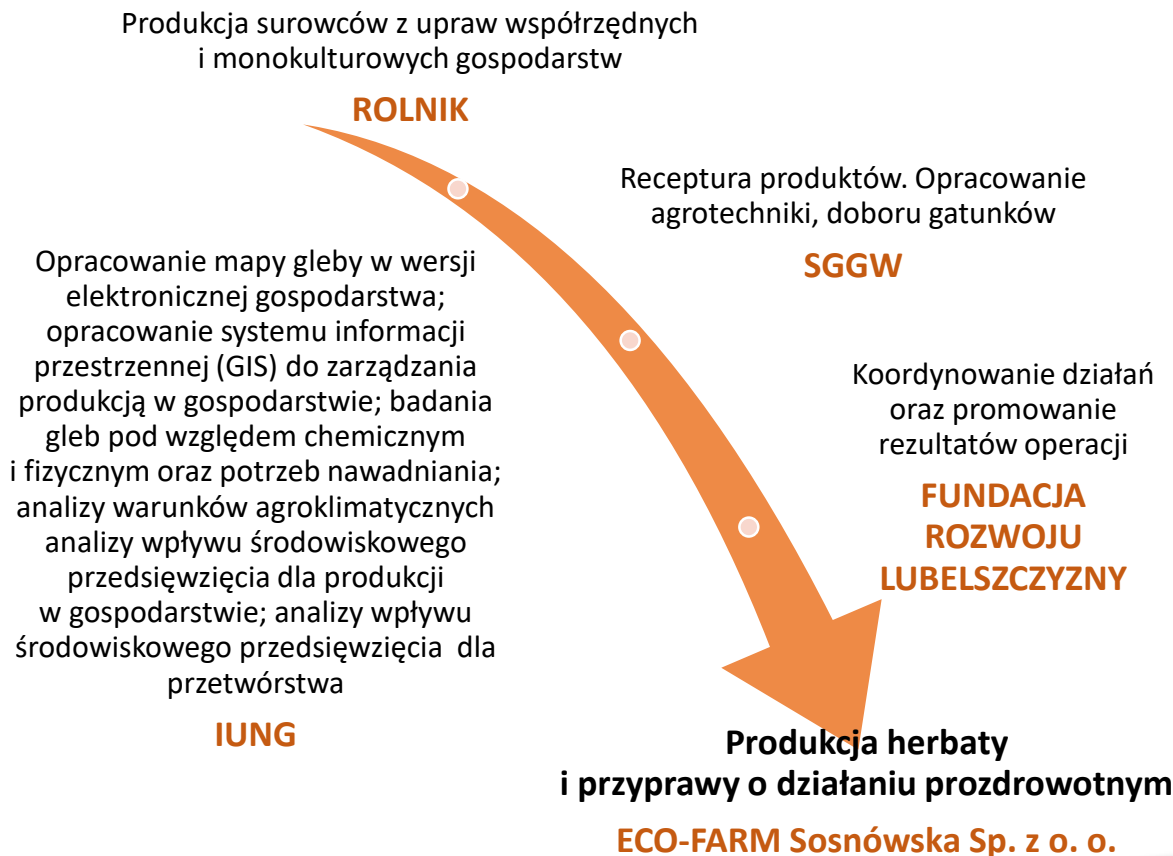 Produkcja surowców z upraw współrzędnych
i monokulturowych gospodarstw
ROLNIK
Receptura produktów. Opracowanie
agrotechniki, doboru gatunków
SGGW
Opracowanie mapy gleby w wersji
elektronicznej gospodarstwa;
opracowanie systemu informacji
przestrzennej (GIS) do zarządzania
produkcją w gospodarstwie; badania
gleb pod względem chemicznym
i fizycznym oraz potrzeb nawadniania;
analizy warunków agroklimatycznych
analizy wpływu środowiskowego
przedsięwzięcia dla produkcji
w gospodarstwie; analizy wpływu
środowiskowego przedsięwzięcia dla
przetwórstwa
IUNG
Koordynowanie działań
oraz promowanie
rezultatów operacji
FUNDACJA
ROZWOJU
LUBELSZCZYZNY
Produkcja herbaty
i przyprawy o działaniu prozdrowotnym
ECO-FARM Sosnówska Sp. z o. o.